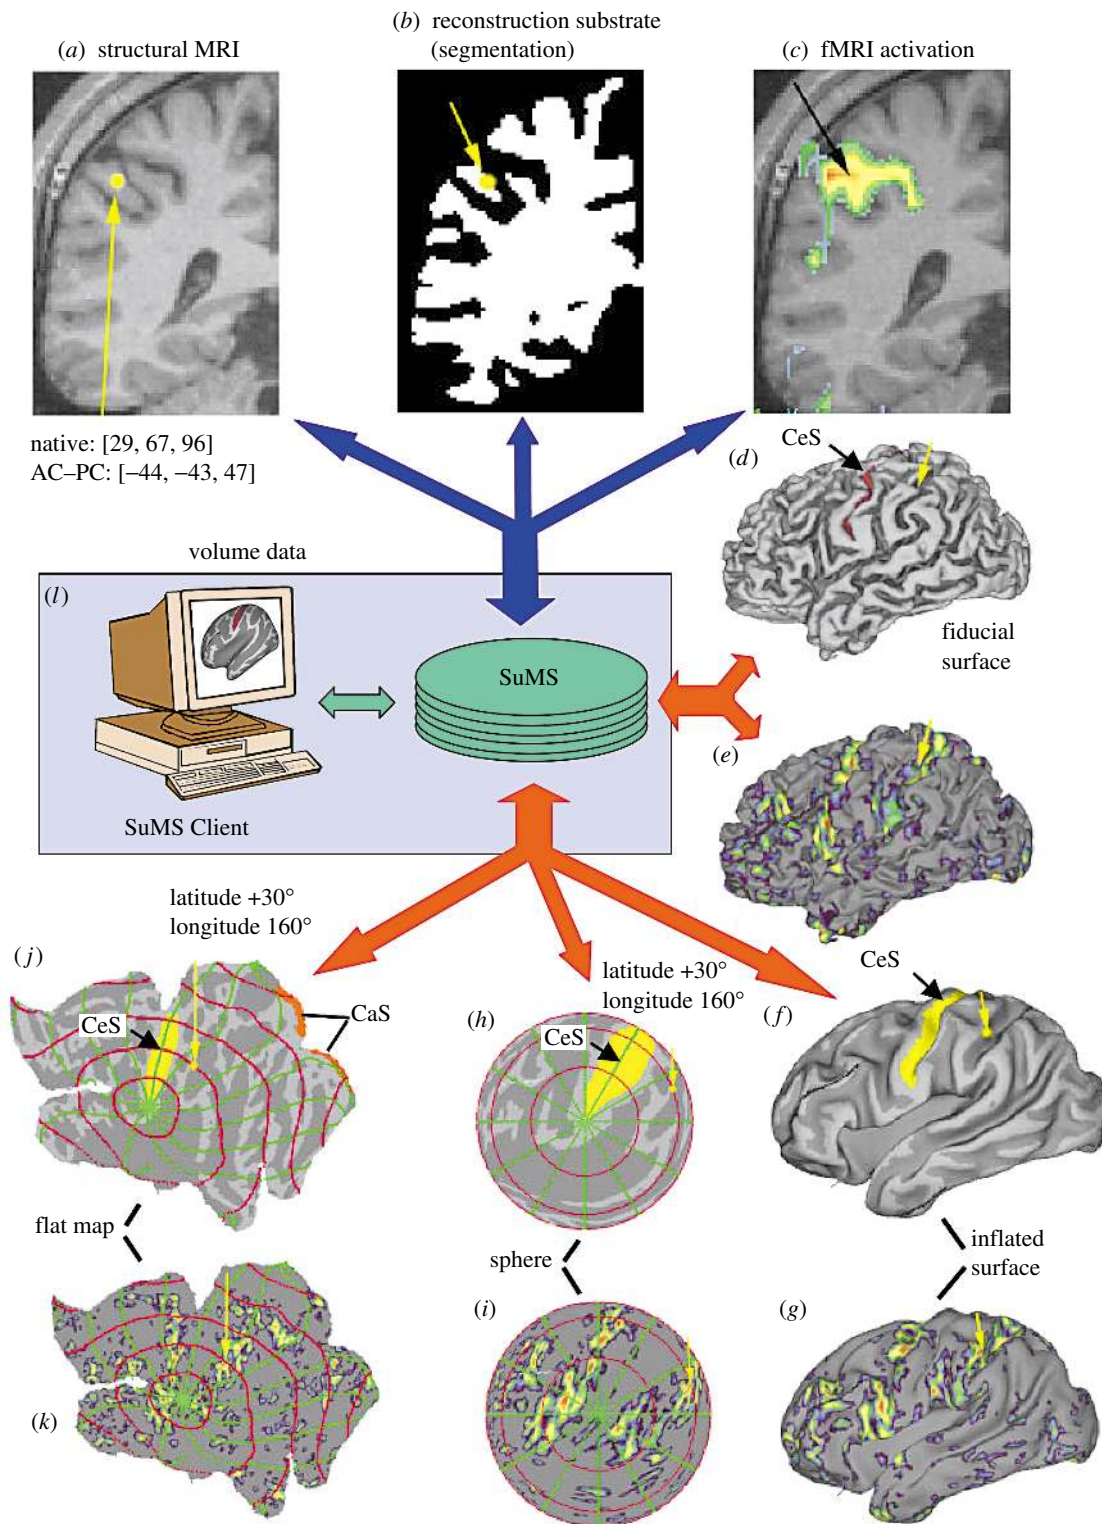 (a) structural MRI
(b) reconstruction substrate
(segmentation)
(c) fMRI activation
native: [29, 67, 96]
AC–PC: [−44, −43, 47]
CeS
(d)
volume data
(l)
fiducial
surface
SuMS
SuMS Client
(e)
latitude +30°
longitude 160°
(j)
CeS
CaS
latitude +30°
longitude 160°
(h)
CeS
CeS
(f)
flat map
sphere
inflated
surface
(k)
(i)
(g)